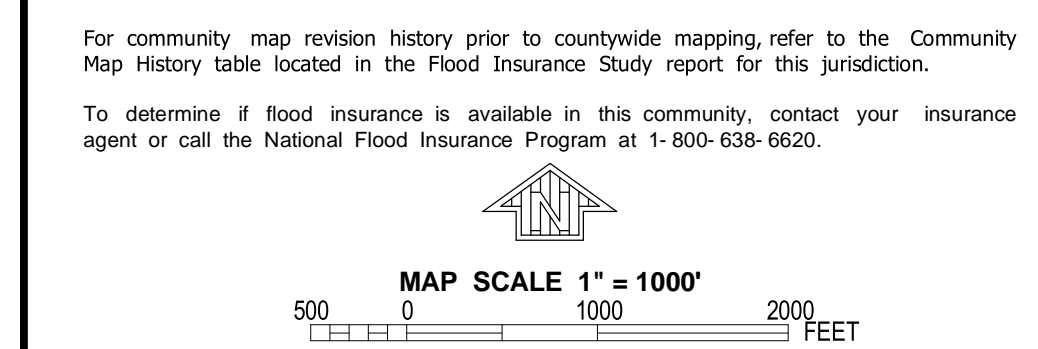 For community map revision history prior to countywide mapping, refer to the Community
Map History table located in the Flood Insurance Study report for this jurisdiction.
To determine if flood insurance is available in this community, contact your insurance
agent or call the National Flood Insurance Program at 1- 800- 638- 6620.
N
MAP SCALE 1" = 1000'
500 0 1000 2000
FEET